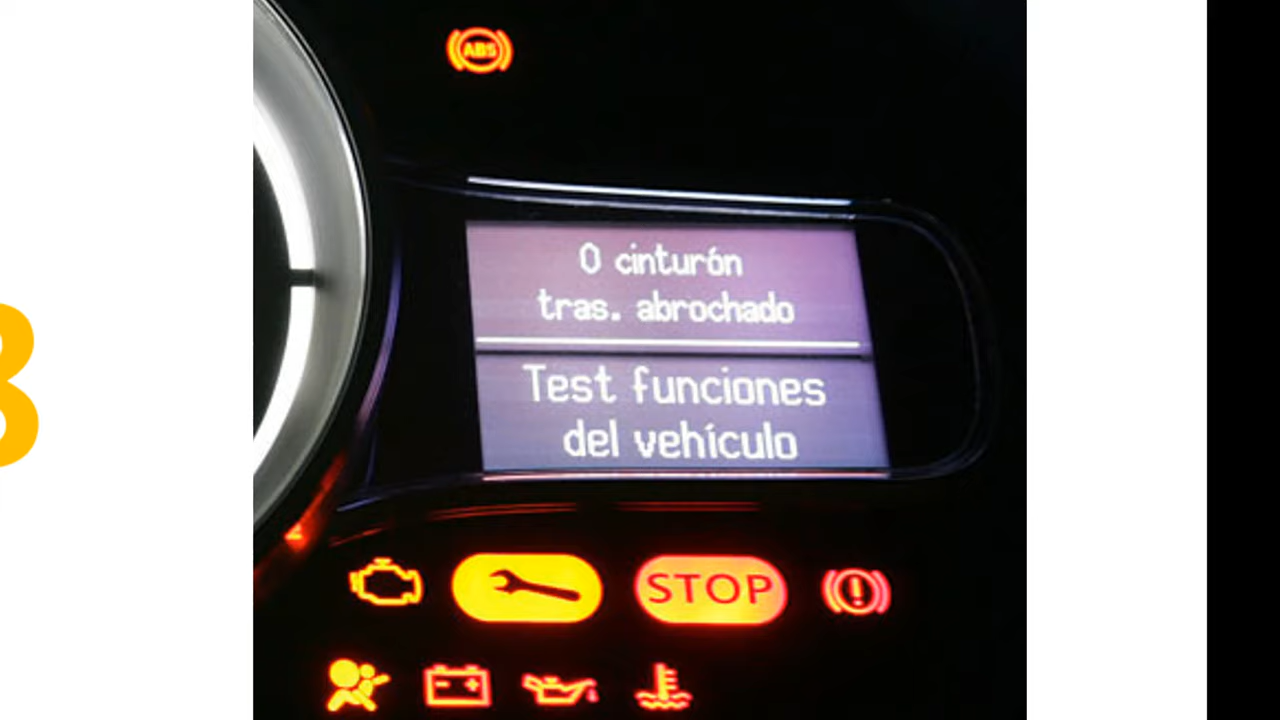 ABS
0 cinturón
tras. abrochado
Test funciones
del vehículo
STOP